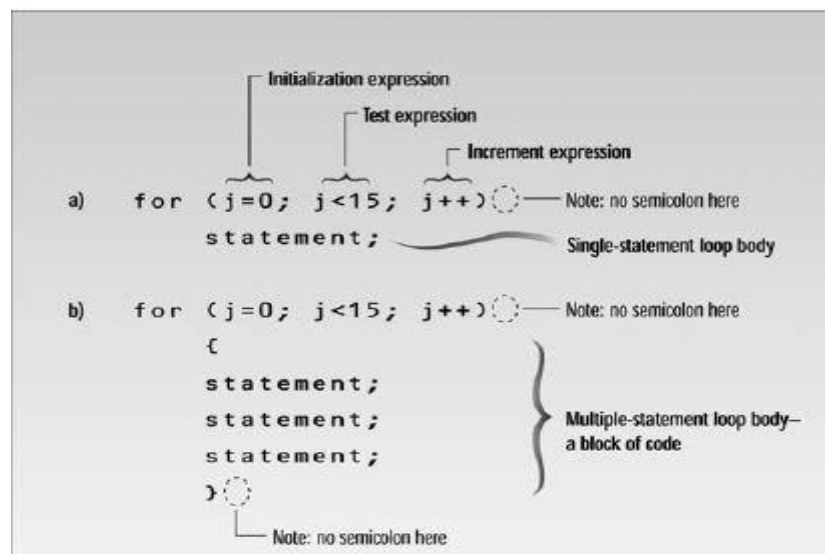 Initialization expression
Test expression
Increment expression
a) for (j=0; j<15; j++) Note: no semicolon here
statement; Single-statement loop body
b) for (j=0; j<15; j++) Note: no semicolon here
{
statement;
statement;
Multiple-statement loop body–
a block of code
statement;
}
Note: no semicolon here